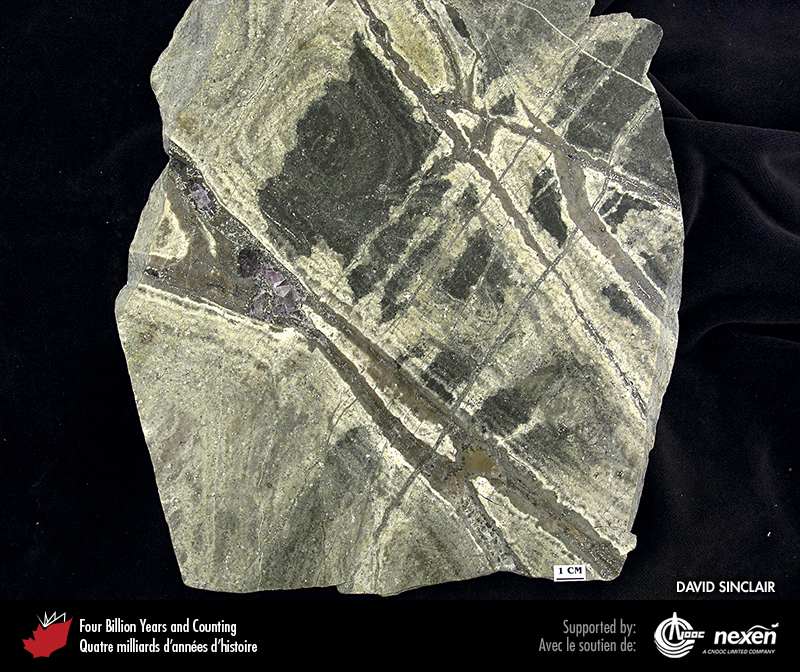 1 CM
DAVID SINCLAIR
Four Billion Years and Counting
Quatre milliards d'années d'histoire
Supported by:
Avec le soutien de:
CNOOC
nexen
A CNOOC LIMITED COMPANY